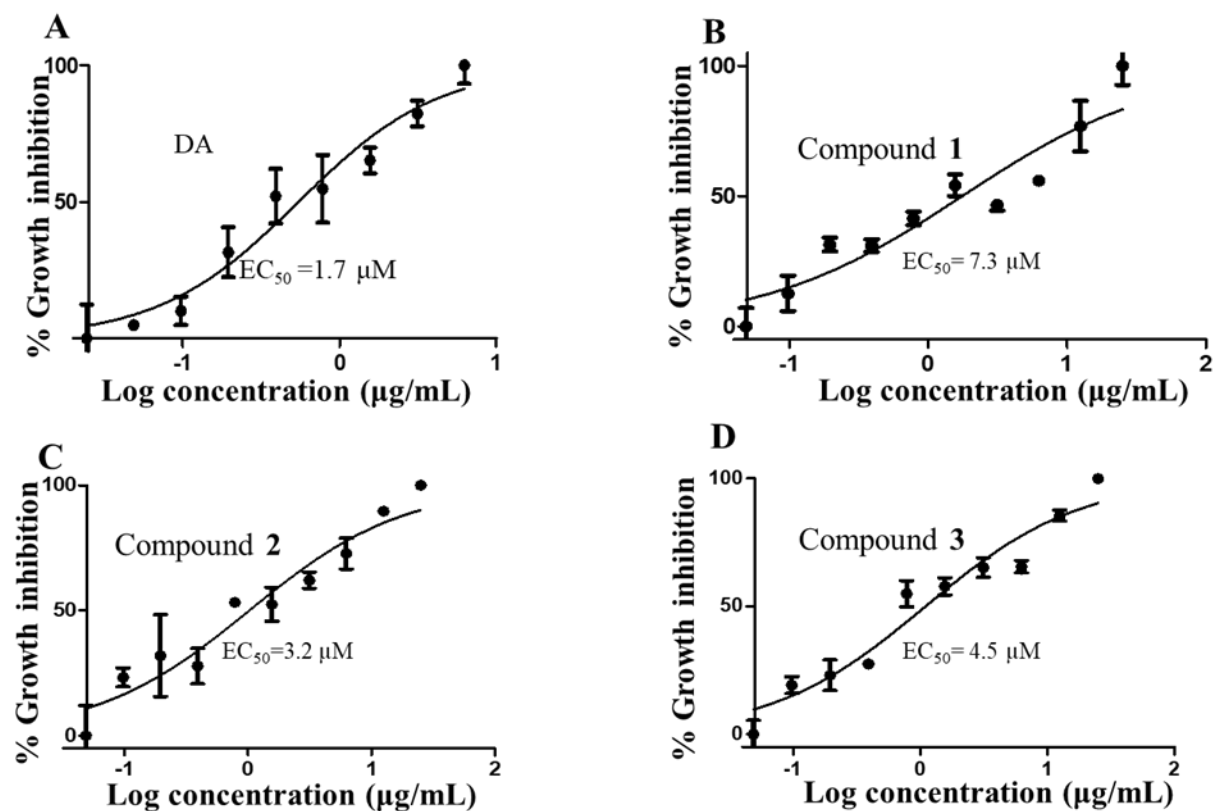 A
% Growth inhibition
100
50
0
DA
EC₅₀ =1.7 µM
-1 0 1
Log concentration (µg/mL)
B
% Growth inhibition
100
50
0
Compound 1
EC₅₀= 7.3 µM
-1 0 1 2
Log concentration (µg/mL)
C
% Growth inhibition
100
50
0
Compound 2
EC₅₀=3.2 µM
-1 0 1 2
Log concentration (µg/mL)
D
% Growth inhibition
100
50
0
Compound 3
EC₅₀= 4.5 µM
-1 0 1 2
Log concentration (µg/mL)